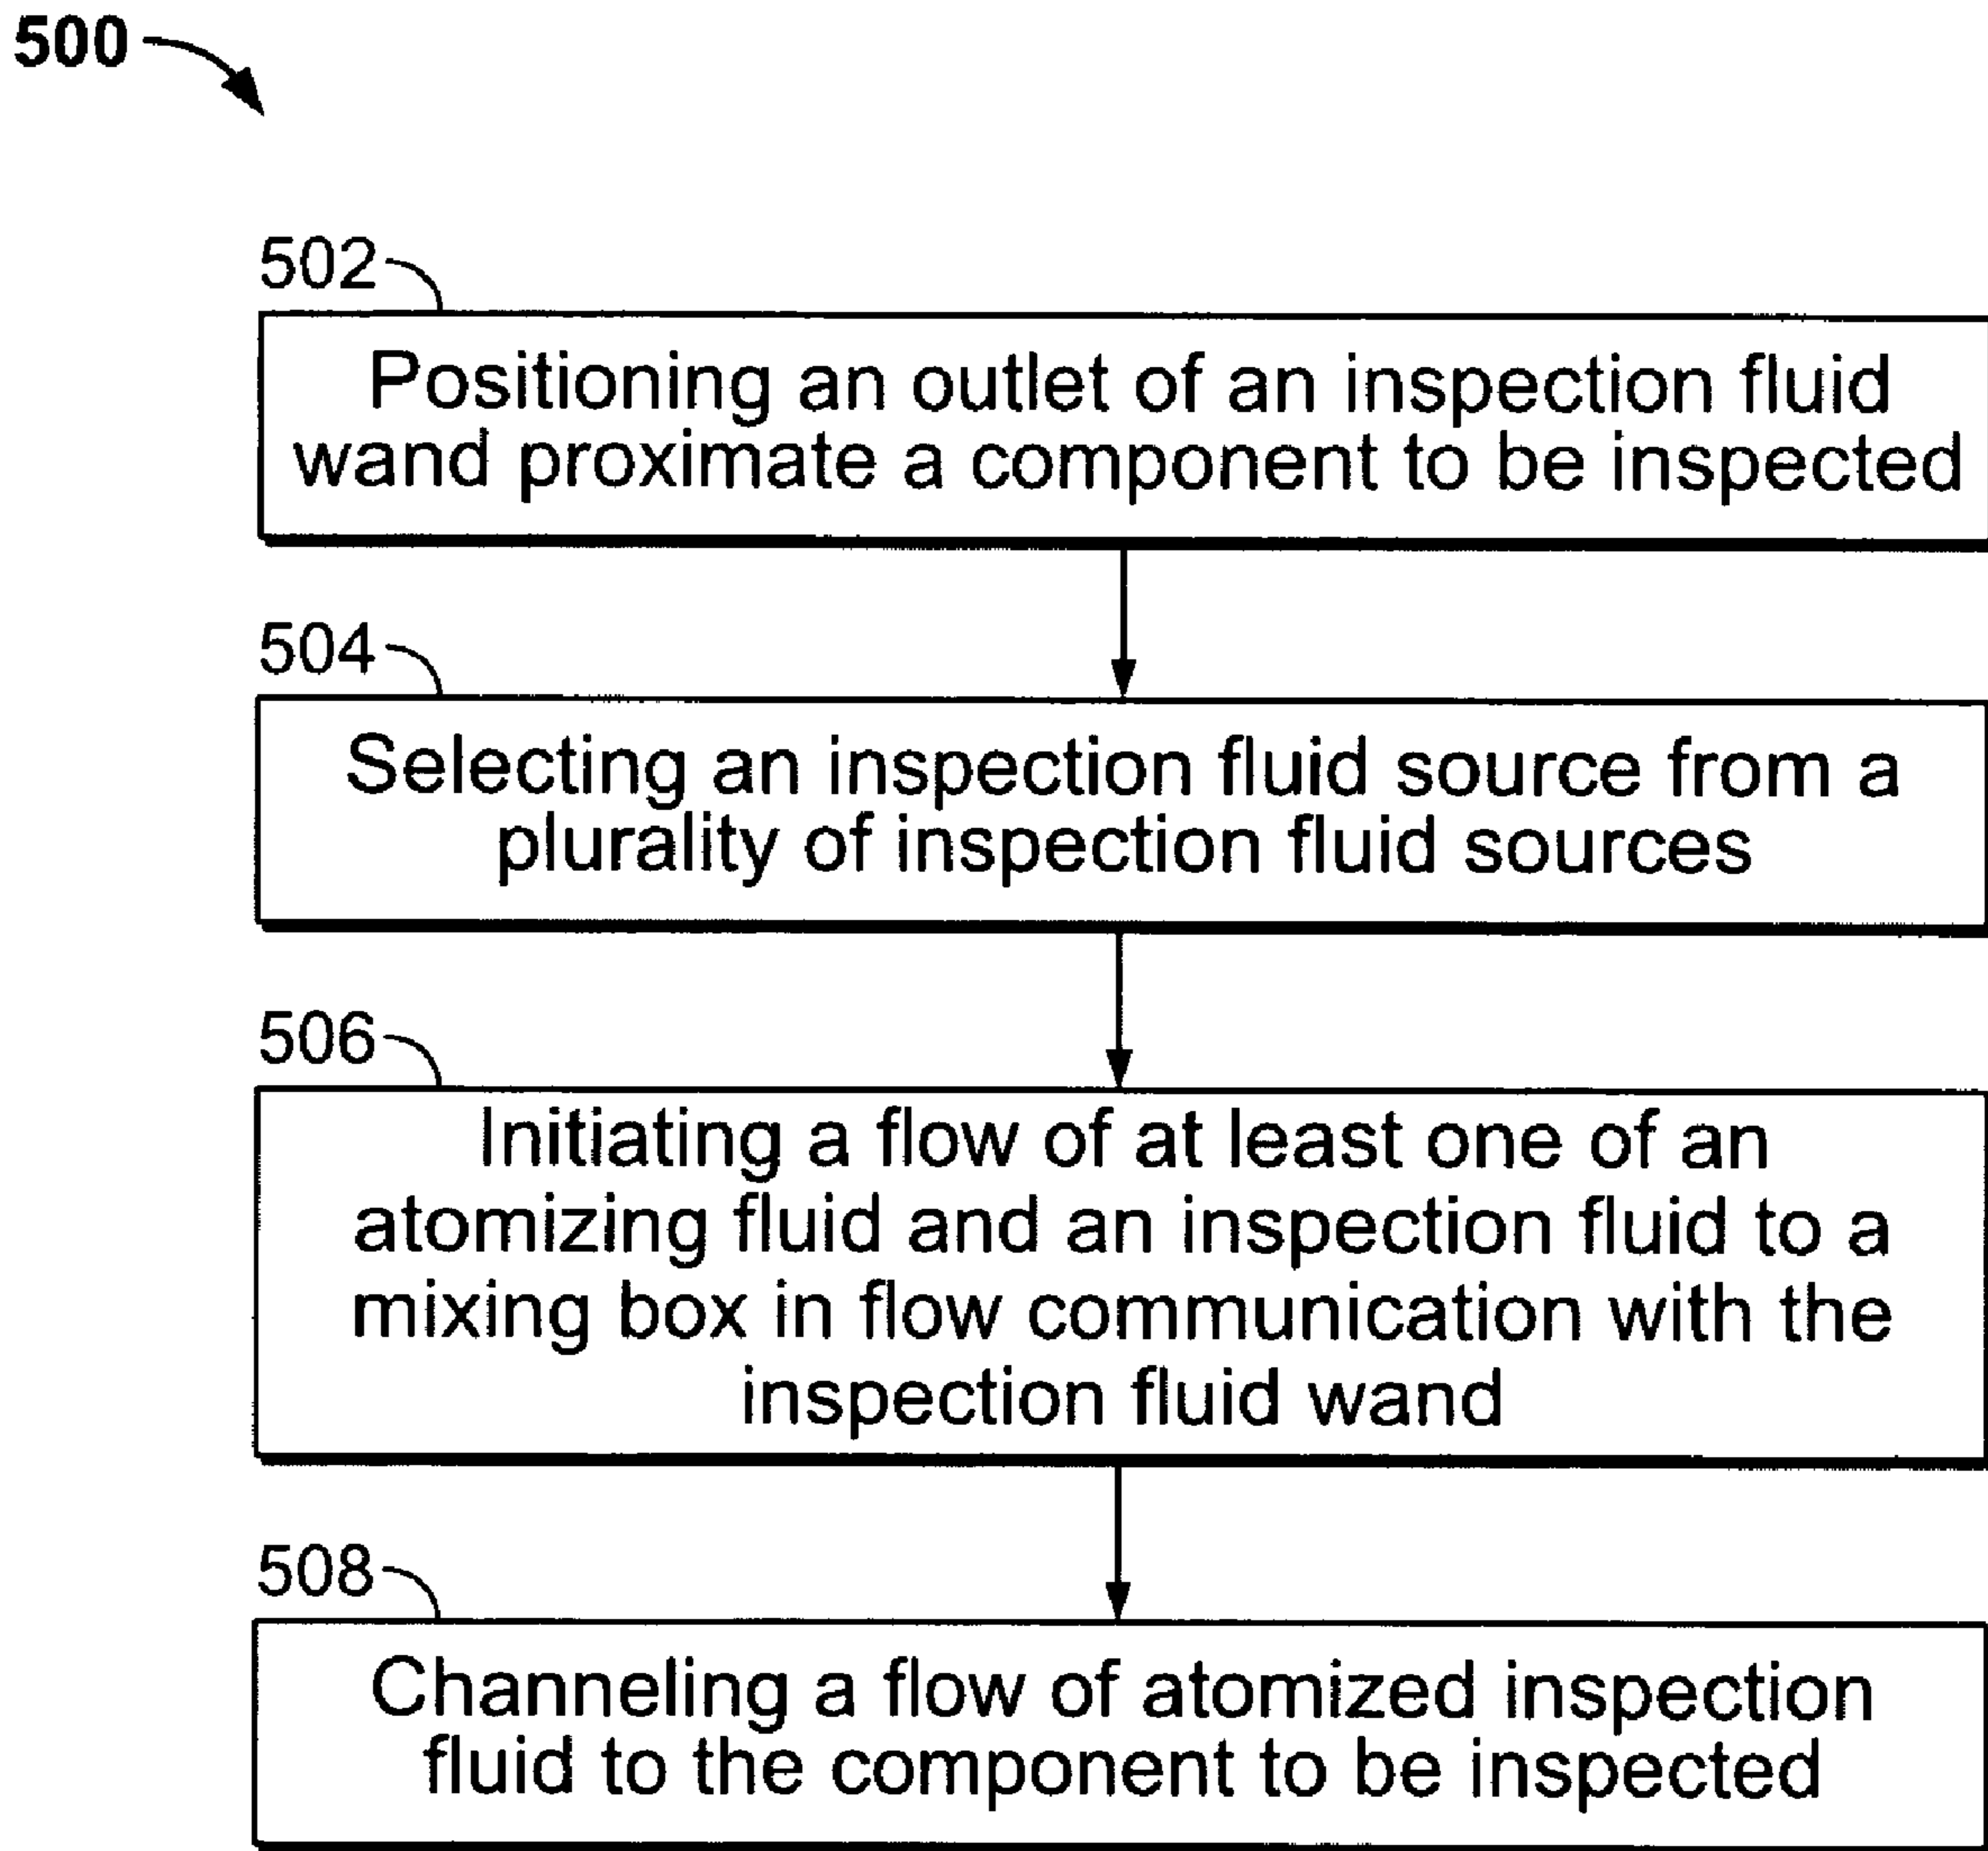 500
502
Positioning an outlet of an inspection fluid
wand proximate a component to be inspected
504
Selecting an inspection fluid source from a
plurality of inspection fluid sources
506
Initiating a flow of at least one of an
atomizing fluid and an inspection fluid to a
mixing box in flow communication with the
inspection fluid wand
508
Channeling a flow of atomized inspection
fluid to the component to be inspected